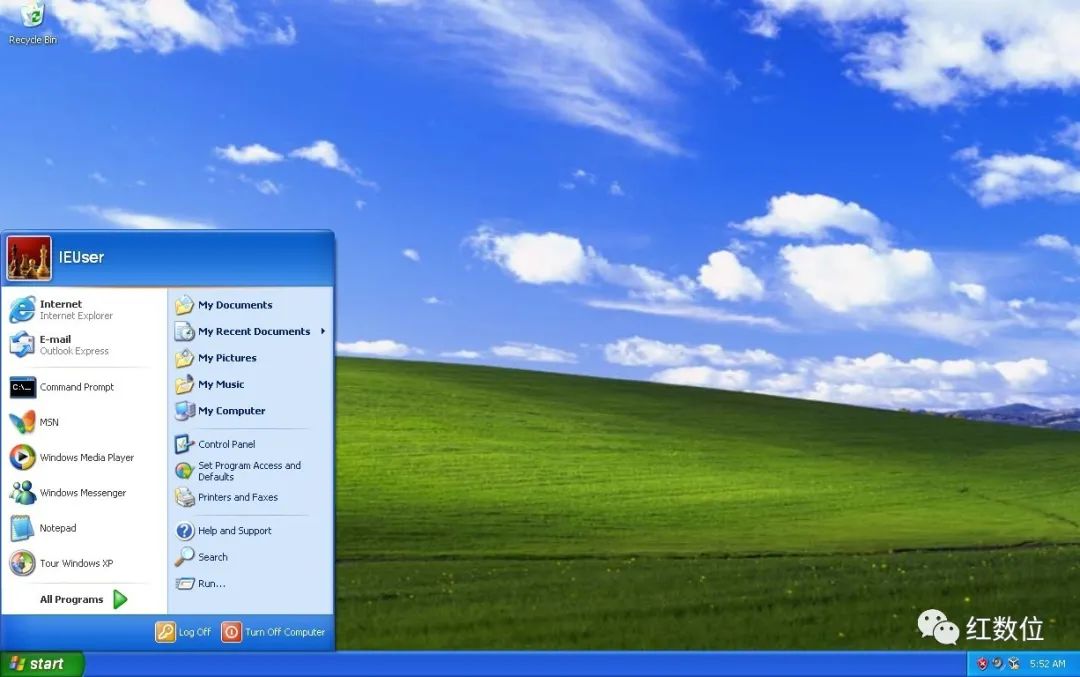 Recycle Bin
IEUser
Internet
Internet Explorer
E-mail
Outlook Express
Command Prompt
MSN
Windows Media Player
Windows Messenger
Notepad
Tour Windows XP
All Programs
My Documents
My Recent Documents
My Pictures
My Music
My Computer
Control Panel
Set Program Access and
Defaults
Printers and Faxes
Help and Support
Search
Run...
Log Off
Turn Off Computer
红数位
start
5:52 AM